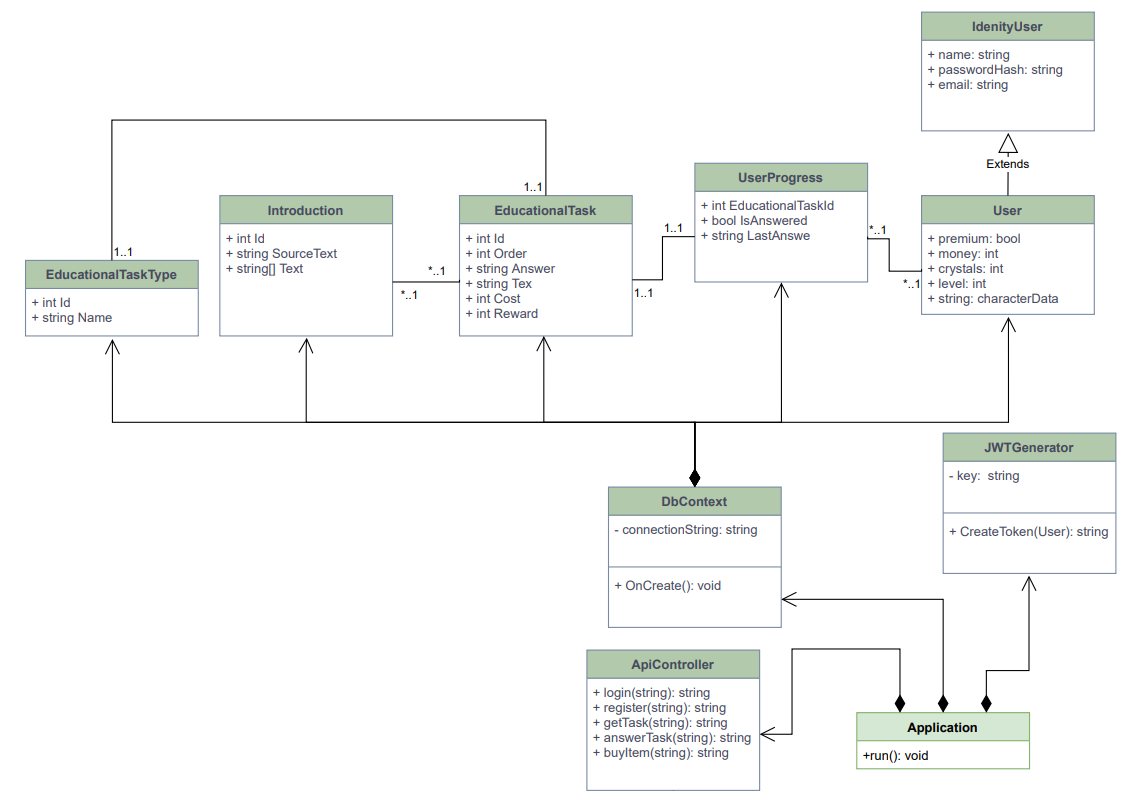 IdenityUser
+ name: string
+ passwordHash: string
+ email: string
Extends
EducationalTaskType
+ int Id
+ string Name
1..1
1..1
Introduction
+ int Id
+ string SourceText
+ string[] Text
*..1
*..1
EducationalTask
+ int Id
+ int Order
+ string Answer
+ string Tex
+ int Cost
+ int Reward
1..1
1..1
UserProgress
+ int EducationalTaskId
+ bool IsAnswered
+ string LastAnswe
*..1
*..1
User
+ premium: bool
+ money: int
+ crystals: int
+ level: int
+ string: characterData
DbContext
- connectionString: string
+ OnCreate(): void
JWTGenerator
- key:  string
+ CreateToken(User): string
ApiController
+ login(string): string
+ register(string): string
+ getTask(string): string
+ answerTask(string): string
+ buyItem(string): string
Application
+run(): void